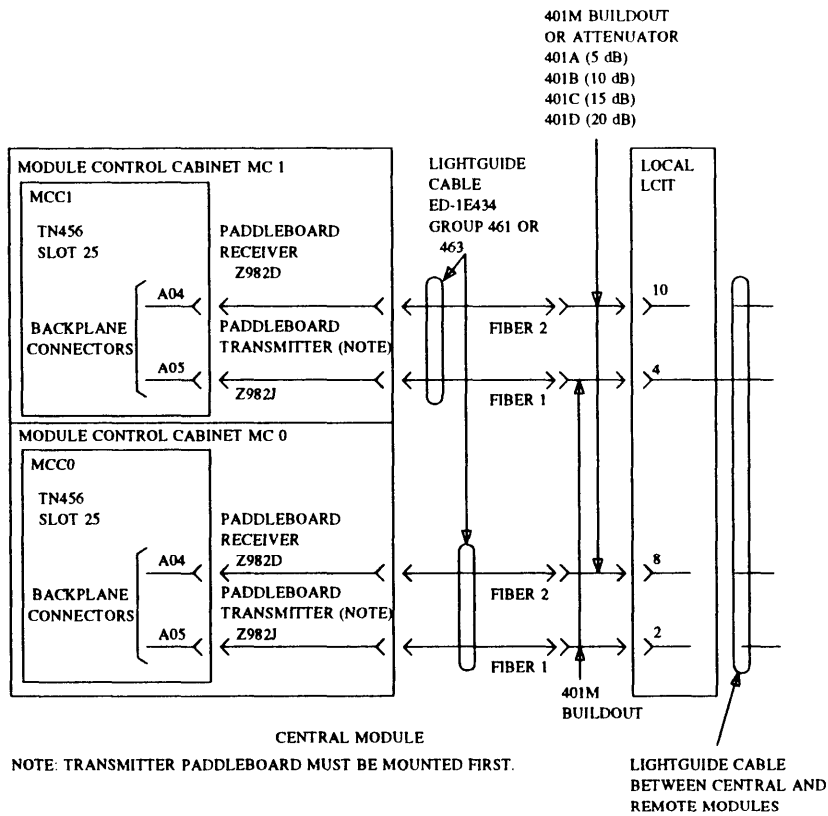 401M BUILDOUT
OR ATTENUATOR
401A (5 dB)
401B (10 dB)
401C (15 dB)
401D (20 dB)
MODULE CONTROL CABINET MC 1
MCC1
TN456
SLOT 25
BACKPLANE
CONNECTORS
A04
A05
PADDLEBOARD
RECEIVER
Z982D
PADDLEBOARD
TRANSMITTER (NOTE)
Z982J
LIGHTGUIDE
CABLE
ED-1E434
GROUP 461 OR
463
FIBER 2
FIBER 1
LOCAL
LCIT
10
4
MODULE CONTROL CABINET MC 0
MCC0
TN456
SLOT 25
BACKPLANE
CONNECTORS
A04
A05
PADDLEBOARD
RECEIVER
Z982D
PADDLEBOARD
TRANSMITTER (NOTE)
Z982J
FIBER 2
FIBER 1
8
2
401M
BUILDOUT
CENTRAL MODULE
NOTE: TRANSMITTER PADDLEBOARD MUST BE MOUNTED FIRST.
LIGHTGUIDE CABLE
BETWEEN CENTRAL AND
REMOTE MODULES